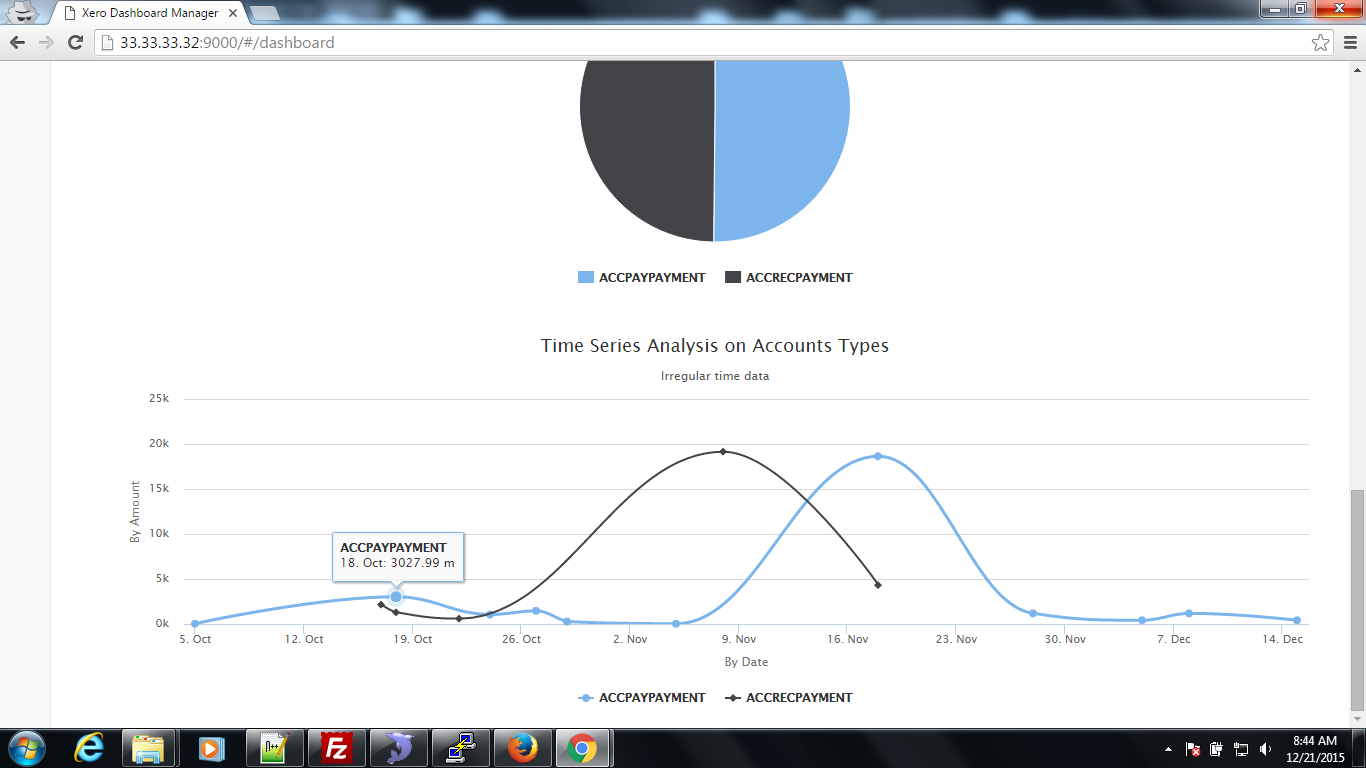 Xero Dashboard Manager
33.33.33.32:9000/#/dashboard
ACCPAYPAYMENT ACCRECPAYMENT
Time Series Analysis on Accounts Types
Irregular time data
25k
20k
15k
10k
5k
0k
By Amount
ACCPAYPAYMENT
18. Oct: 3027.99 m
5. Oct 12. Oct 19. Oct 26. Oct 2. Nov 9. Nov 16. Nov 23. Nov 30. Nov 7. Dec 14. Dec
By Date
ACCPAYPAYMENT ACCRECPAYMENT
8:44 AM
12/21/2015